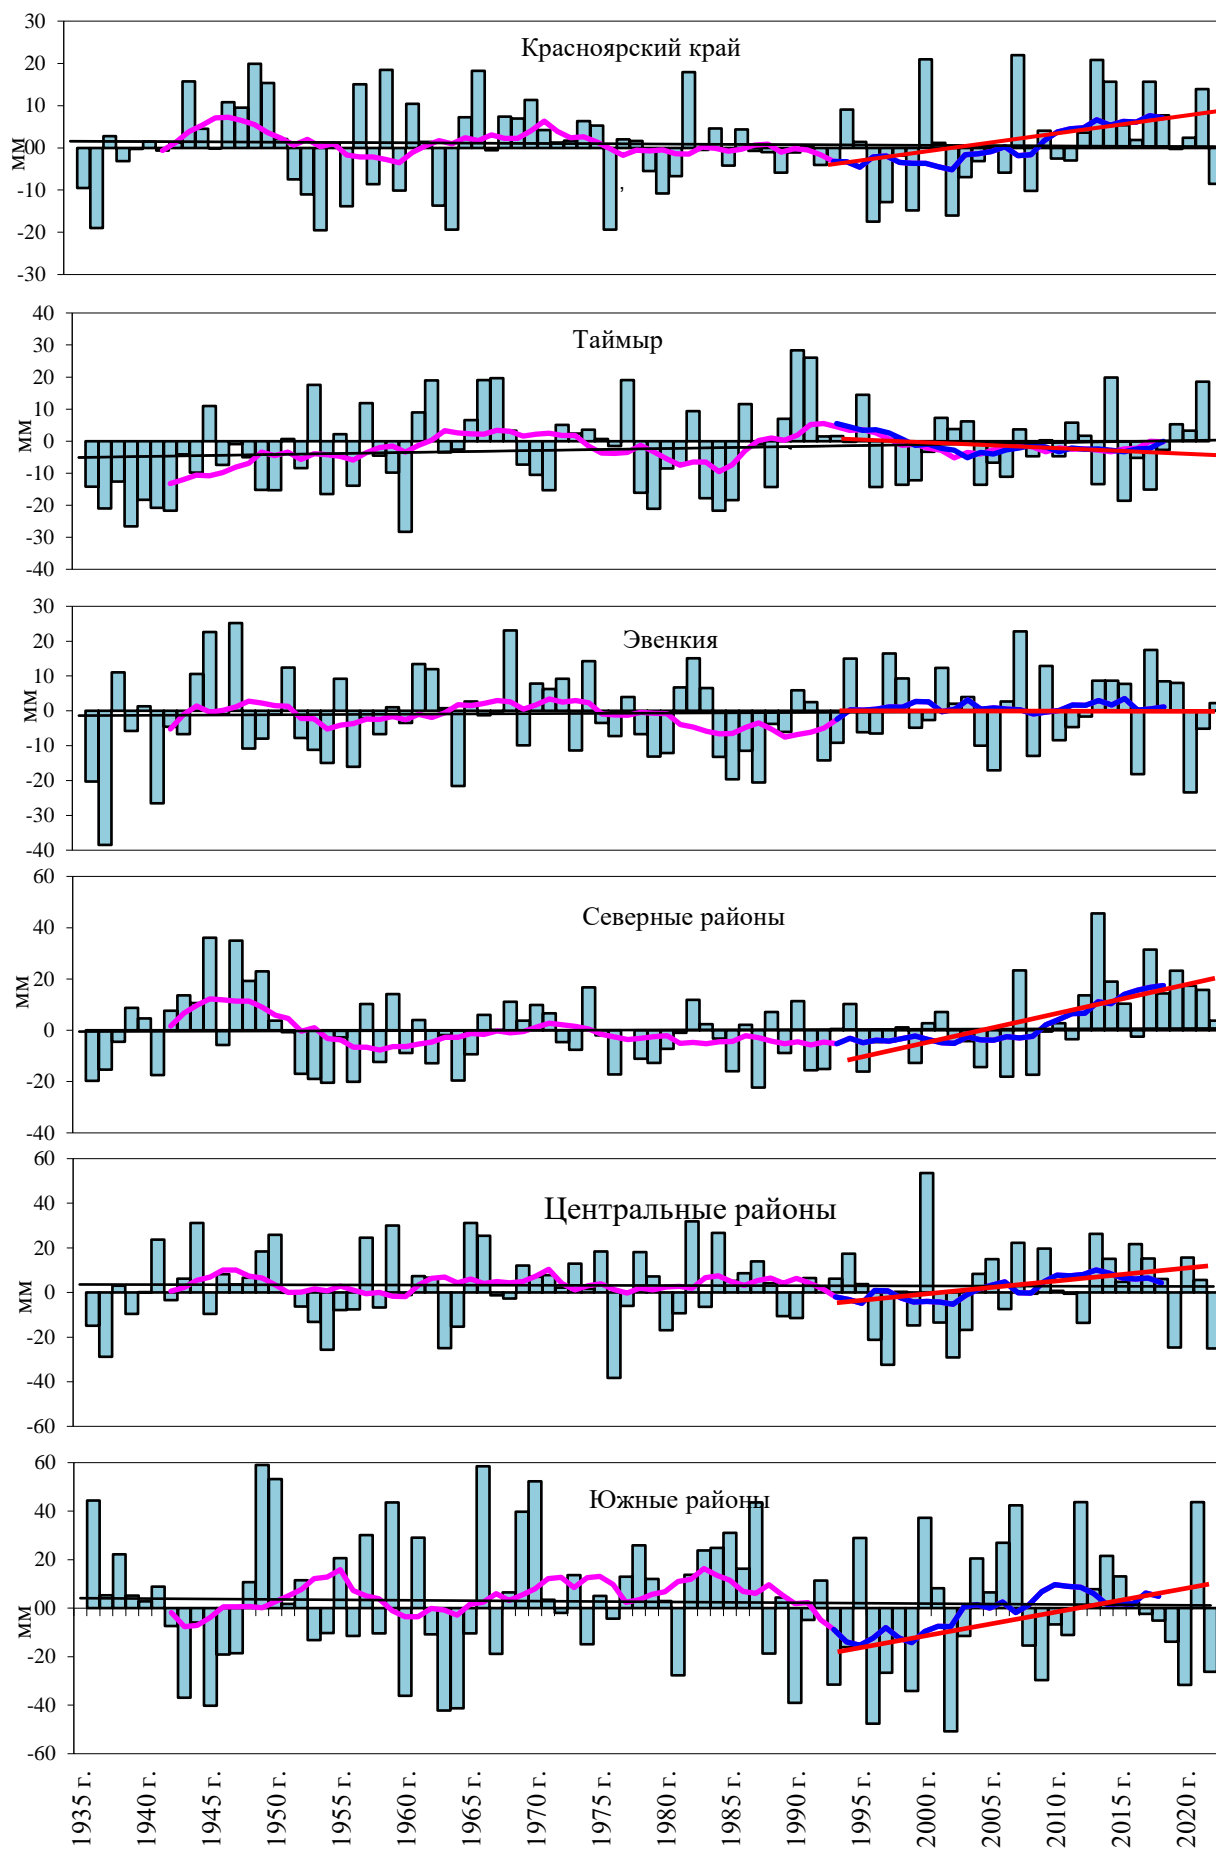 Красноярский край
30
20
10
00
-10
-20
-30
мм
,
Таймыр
40
30
20
10
0
-10
-20
-30
-40
мм
Эвенкия
30
20
10
0
-10
-20
-30
-40
мм
Северные районы
60
40
20
0
-20
-40
мм
Центральные районы
60
40
20
0
-20
-40
-60
мм
Южные районы
60
40
20
0
-20
-40
-60
мм
1935 г.
1940 г.
1945 г.
1950 г.
1955 г.
1960 г.
1965 г.
1970 г.
1975 г.
1980 г.
1985 г.
1990 г.
2000 г.
2005 г.
2010 г.
2015 г.
2020 г.